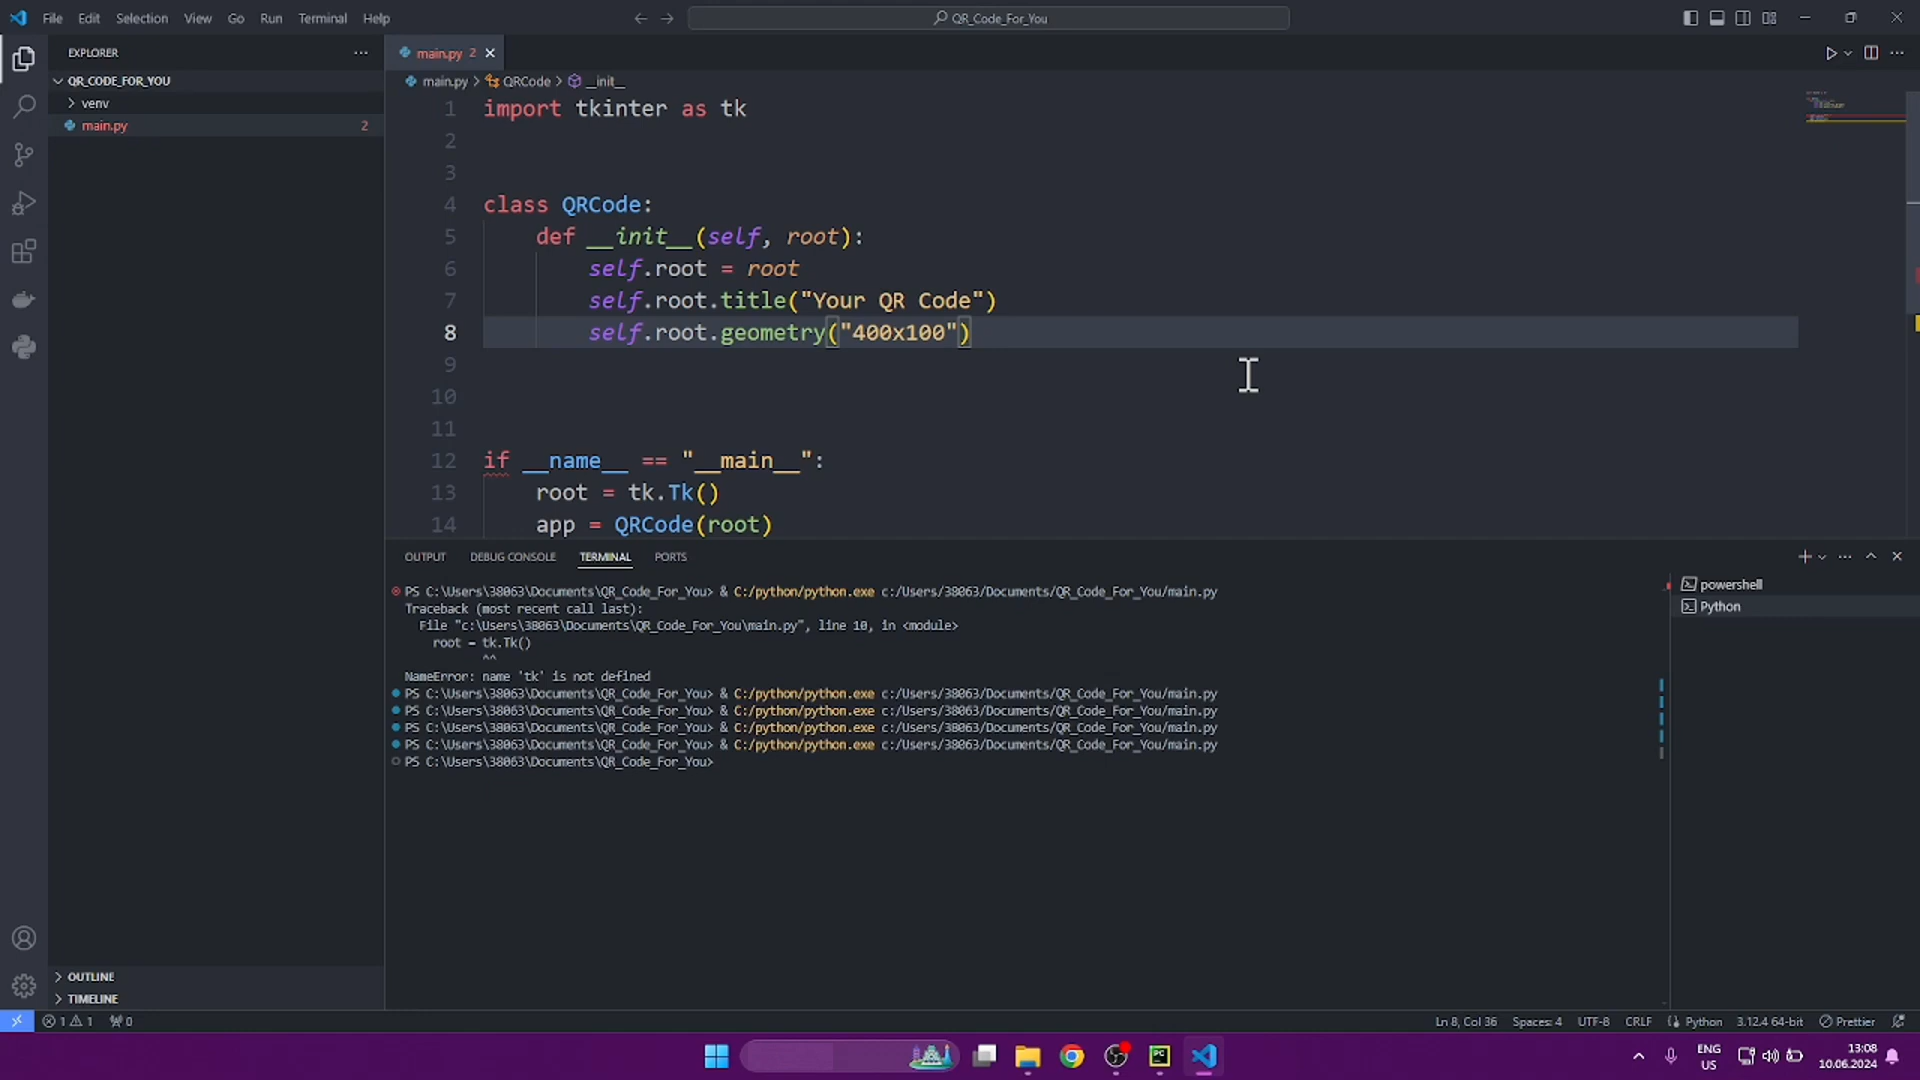 File Edit Selection View Go Run Terminal Help
QR_Code_For_You
EXPLORER
QR_CODE_FOR_YOU
venv
main.py 2
main.py 2
main.py > QRCode > __init__
1 import tkinter as tk
2
3
4 class QRCode:
5 def __init__(self, root):
6 self.root = root
7 self.root.title("Your QR Code")
8 self.root.geometry("400x100")
9
10
11
12 if __name__ == "__main__":
13 root = tk.Tk()
14 app = QRCode(root)
OUTPUT DEBUG CONSOLE TERMINAL PORTS
PS C:\Users\38063\Documents\QR_Code_For_You> & C:/python/python.exe c:/Users/38063/Documents/QR_Code_For_You/main.py
Traceback (most recent call last):
File "c:\Users\38063\Documents\QR_Code_For_You\main.py", line 10, in <module>
root = tk.Tk()
^^
NameError: name 'tk' is not defined
PS C:\Users\38063\Documents\QR_Code_For_You> & C:/python/python.exe c:/Users/38063/Documents/QR_Code_For_You/main.py
PS C:\Users\38063\Documents\QR_Code_For_You> & C:/python/python.exe c:/Users/38063/Documents/QR_Code_For_You/main.py
PS C:\Users\38063\Documents\QR_Code_For_You> & C:/python/python.exe c:/Users/38063/Documents/QR_Code_For_You/main.py
PS C:\Users\38063\Documents\QR_Code_For_You> & C:/python/python.exe c:/Users/38063/Documents/QR_Code_For_You/main.py
PS C:\Users\38063\Documents\QR_Code_For_You>
powershell
Python
OUTLINE
TIMELINE
1 1 0
Ln 8, Col 36 Spaces: 4 UTF-8 CRLF Python 3.12.4 64-bit Prettier
PC
ENG
US
13:08
10.06.2024